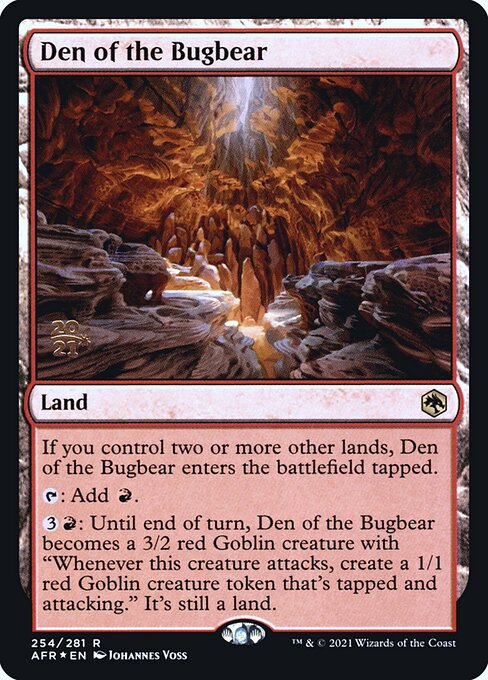 Den of the Bugbear
20
21
Land
If you control two or more other lands, Den
of the Bugbear enters the battlefield tapped.
: Add .
3: Until end of turn, Den of the Bugbear
becomes a 3/2 red Goblin creature with
“Whenever this creature attacks, create a 1/1
red Goblin creature token that’s tapped and
attacking.” It’s still a land.
254/281 R
AFR★EN Johannes Voss
™ & © 2021 Wizards of the Coast